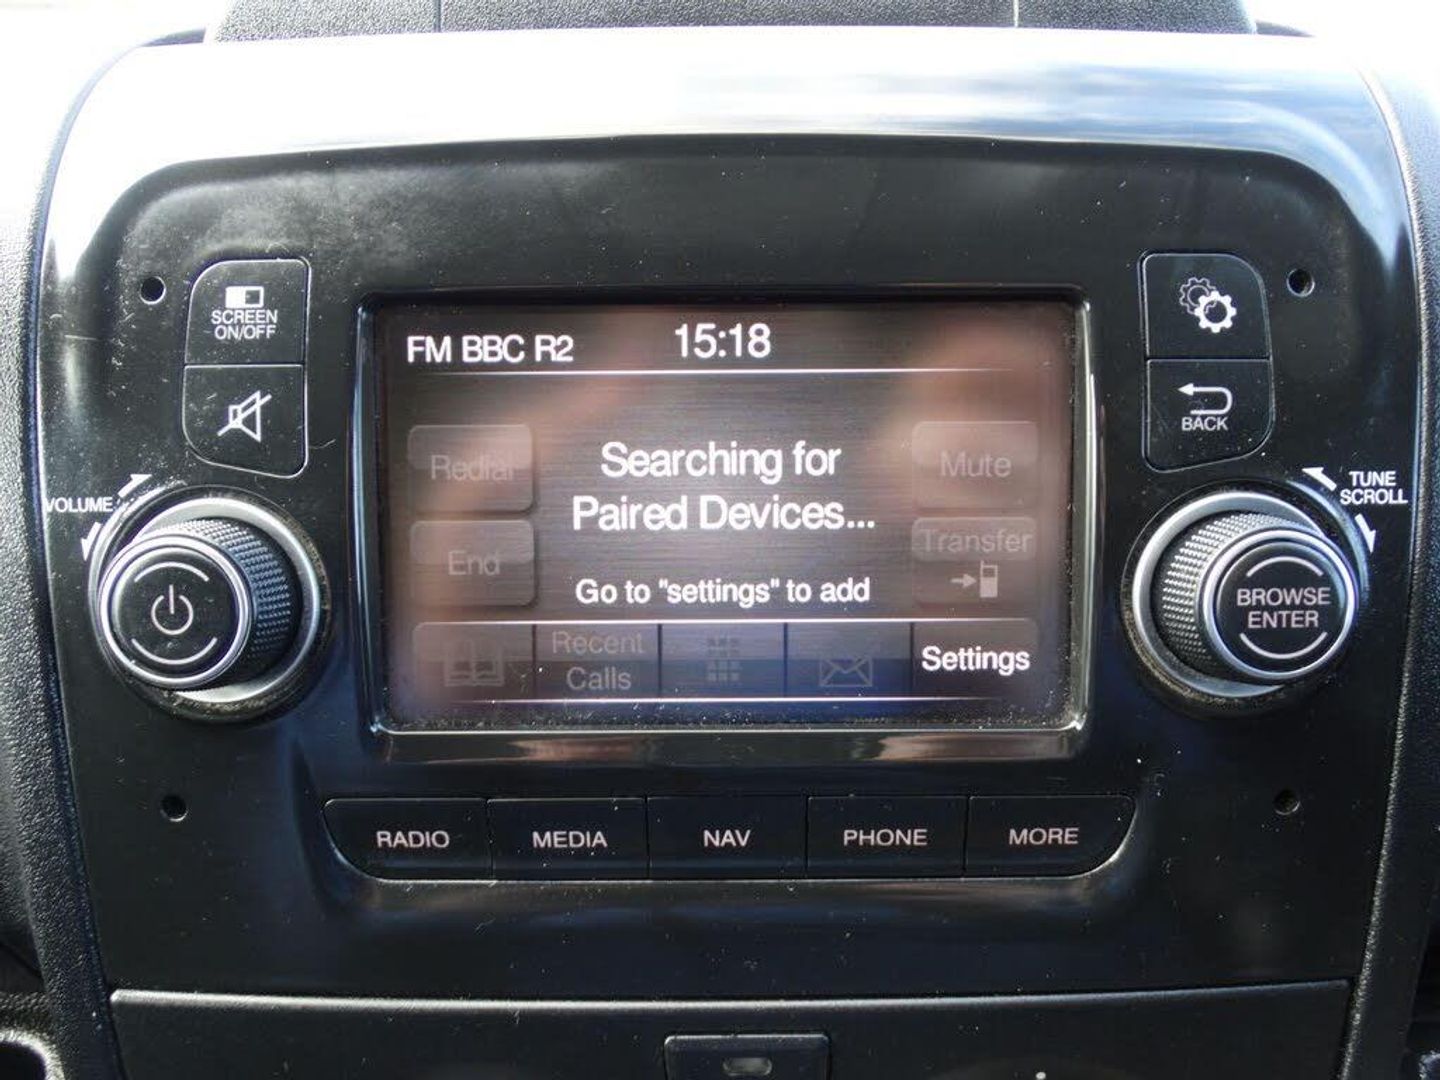 SCREEN
ON/OFF
VOLUME
FM BBC R2 15:18
Redial
Searching for
Paired Devices...
Mute
End
Go to "settings" to add
Transfer
Recent
Calls
Settings
BACK
TUNE
SCROLL
BROWSE
ENTER
RADIO MEDIA NAV PHONE MORE